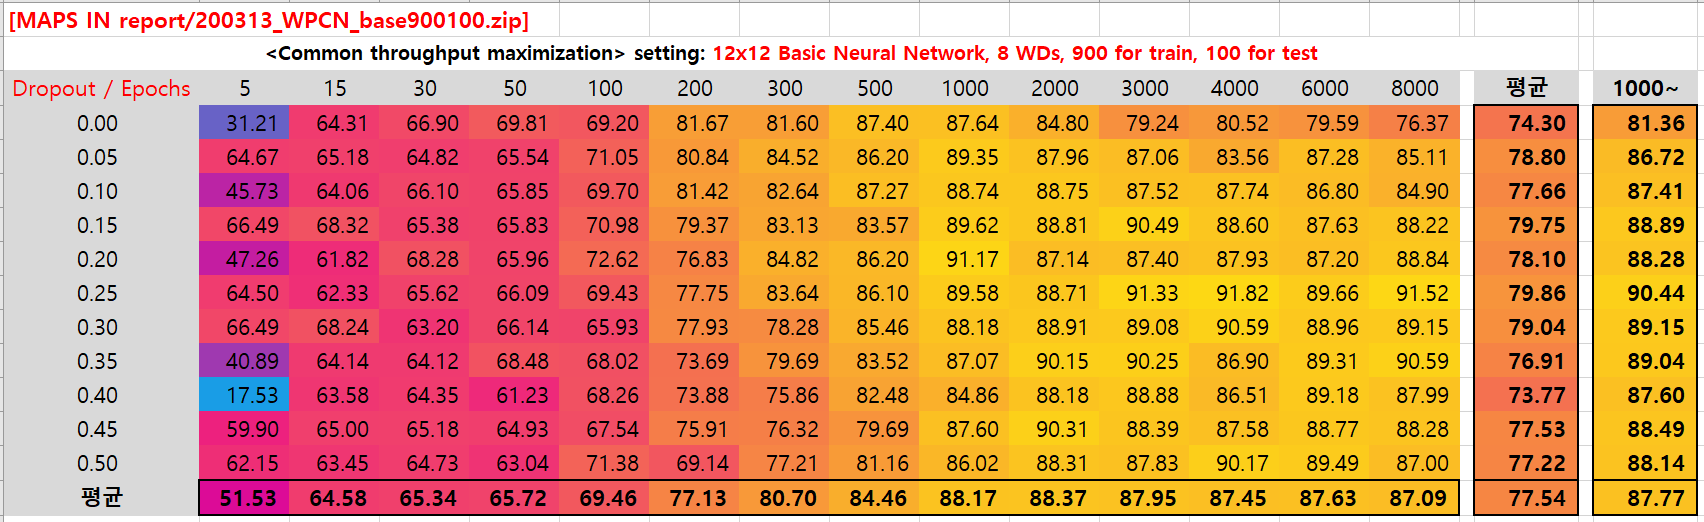 [MAPS IN report/200313_WPCN_base900100.zip]
<Common throughput maximization> setting: 12x12 Basic Neural Network, 8 WDs, 900 for train, 100 for test
Dropout / Epochs 5 15 30 50 100 200 300 500 1000 2000 3000 4000 6000 8000 평균 1000~
0.00 31.21 64.31 66.90 69.81 69.20 81.67 81.60 87.40 87.64 84.80 79.24 80.52 79.59 76.37 74.30 81.36
0.05 64.67 65.18 64.82 65.54 71.05 80.84 84.52 86.20 89.35 87.96 87.06 83.56 87.28 85.11 78.80 86.72
0.10 45.73 64.06 66.10 65.85 69.70 81.42 82.64 87.27 88.74 88.75 87.52 87.74 86.80 84.90 77.66 87.41
0.15 66.49 68.32 65.38 65.83 70.98 79.37 83.13 83.57 89.62 88.81 90.49 88.60 87.63 88.22 79.75 88.89
0.20 47.26 61.82 68.28 65.96 72.62 76.83 84.82 86.20 91.17 87.14 87.40 87.93 87.20 88.84 78.10 88.28
0.25 64.50 62.33 65.62 66.09 69.43 77.75 83.64 86.10 89.58 88.71 91.33 91.82 89.66 91.52 79.86 90.44
0.30 66.49 68.24 63.20 66.14 65.93 77.93 78.28 85.46 88.18 88.91 89.08 90.59 88.96 89.15 79.04 89.15
0.35 40.89 64.14 64.12 68.48 68.02 73.69 79.69 83.52 87.07 90.15 90.25 86.90 89.31 90.59 76.91 89.04
0.40 17.53 63.58 64.35 61.23 68.26 73.88 75.86 82.48 84.86 88.18 88.88 86.51 89.18 87.99 73.77 87.60
0.45 59.90 65.00 65.18 64.93 67.54 75.91 76.32 79.69 87.60 90.31 88.39 87.58 88.77 88.28 77.53 88.49
0.50 62.15 63.45 64.73 63.04 71.38 69.14 77.21 81.16 86.02 88.31 87.83 90.17 89.49 87.00 77.22 88.14
평균 51.53 64.58 65.34 65.72 69.46 77.13 80.70 84.46 88.17 88.37 87.95 87.45 87.63 87.09 77.54 87.77